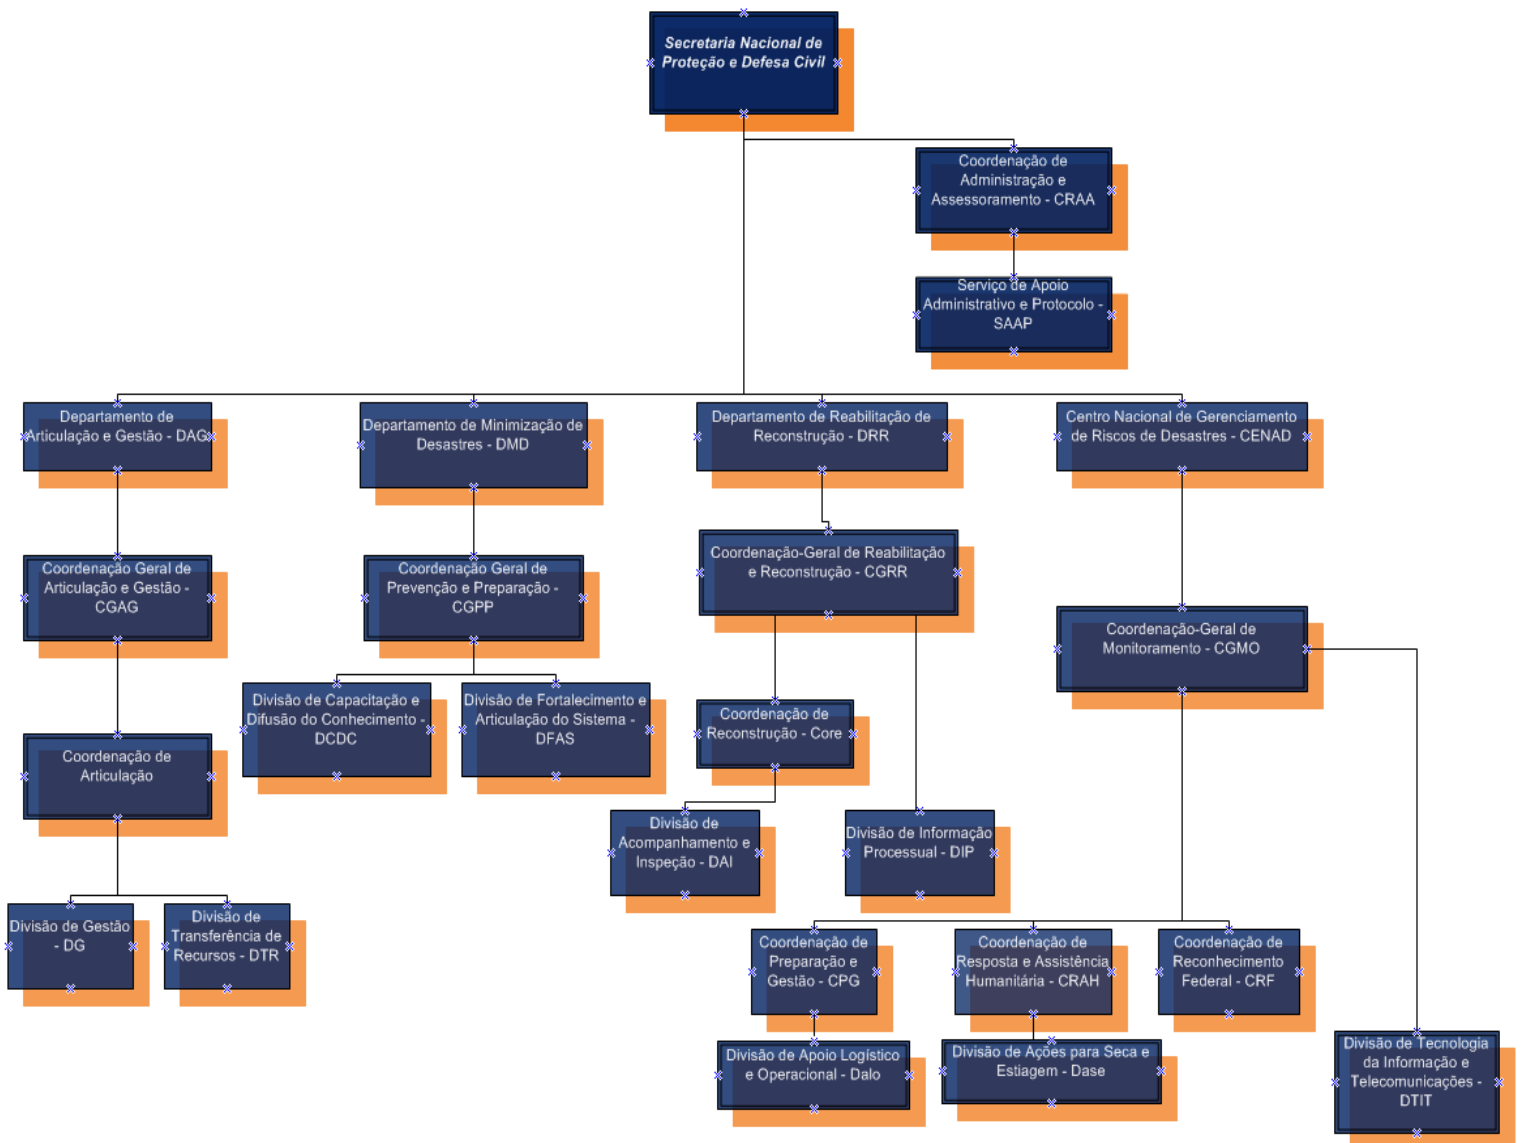 Secretaria Nacional de
Proteção e Defesa Civil
Coordenação de
Administração e
Assessoramento - CRAA
Serviço de Apoio
Administrativo e Protocolo -
SAAP
Departamento de
Articulação e Gestão - DAG
Departamento de Minimização de
Desastres - DMD
Departamento de Reabilitação de
Reconstrução - DRR
Centro Nacional de Gerenciamento
de Riscos de Desastres - CENAD
Coordenação Geral de
Articulação e Gestão -
CGAG
Coordenação Geral de
Prevenção e Preparação -
CGPP
Coordenação-Geral de Reabilitação
e Reconstrução - CGRR
Coordenação-Geral de
Monitoramento - CGMO
Divisão de Capacitação e
Difusão do Conhecimento -
DCDC
Divisão de Fortalecimento e
Articulação do Sistema -
DFAS
Coordenação de
Reconstrução - Core
Coordenação de
Articulação
Divisão de
Acompanhamento e
Inspeção - DAI
Divisão de Informação
Processual - DIP
Divisão de Gestão
- DG
Divisão de
Transferência de
Recursos - DTR
Coordenação de
Preparação e
Gestão - CPG
Coordenação de
Resposta e Assistência
Humanitária - CRAH
Coordenação de
Reconhecimento
Federal - CRF
Divisão de Apoio Logístico
e Operacional - Dalo
Divisão de Ações para Seca e
Estiagem - Dase
Divisão de Tecnologia
da Informação e
Telecomunicações -
DTIT